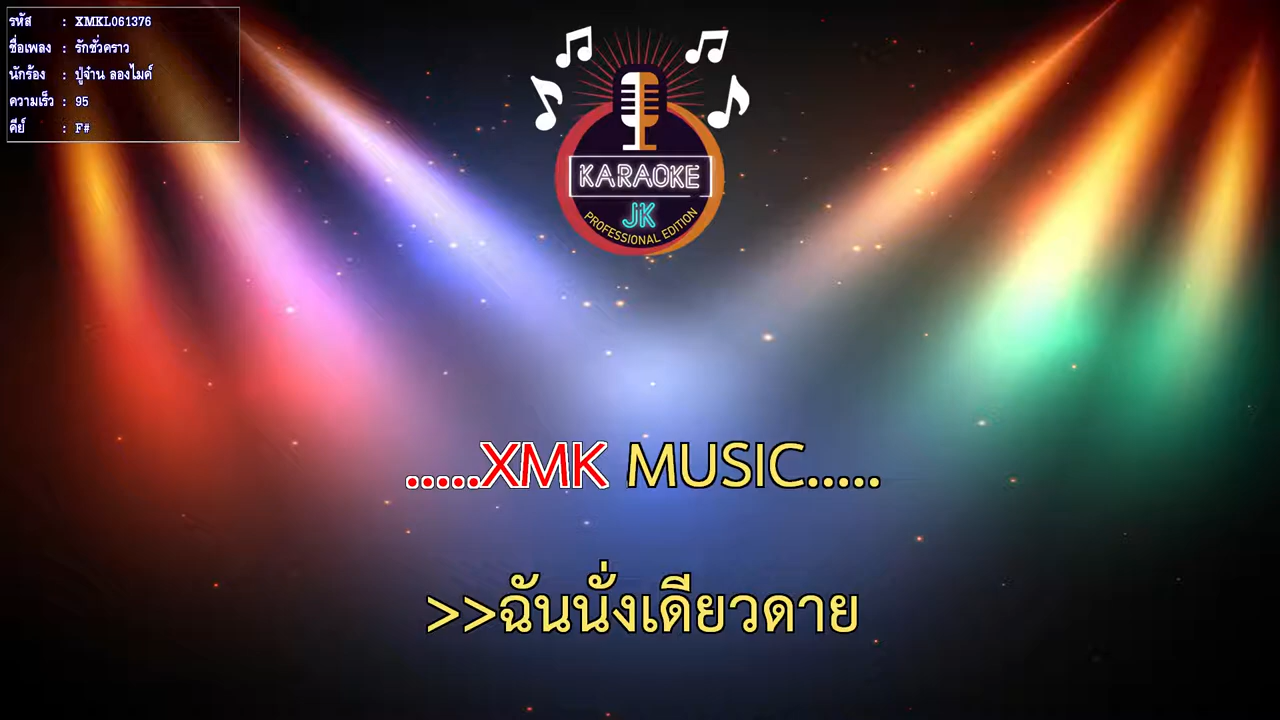 รหัส : XMKL061376
ชื่อเพลง : รักชั่วคราว
นักร้อง : ปู่จ๋าน ลองไมค์
ความเร็ว : 95
คีย์ : F#
KARAOKE
JK
PROFESSIONAL EDITION
.....XMK MUSIC.....
>>ฉันนั่งเดียวดาย